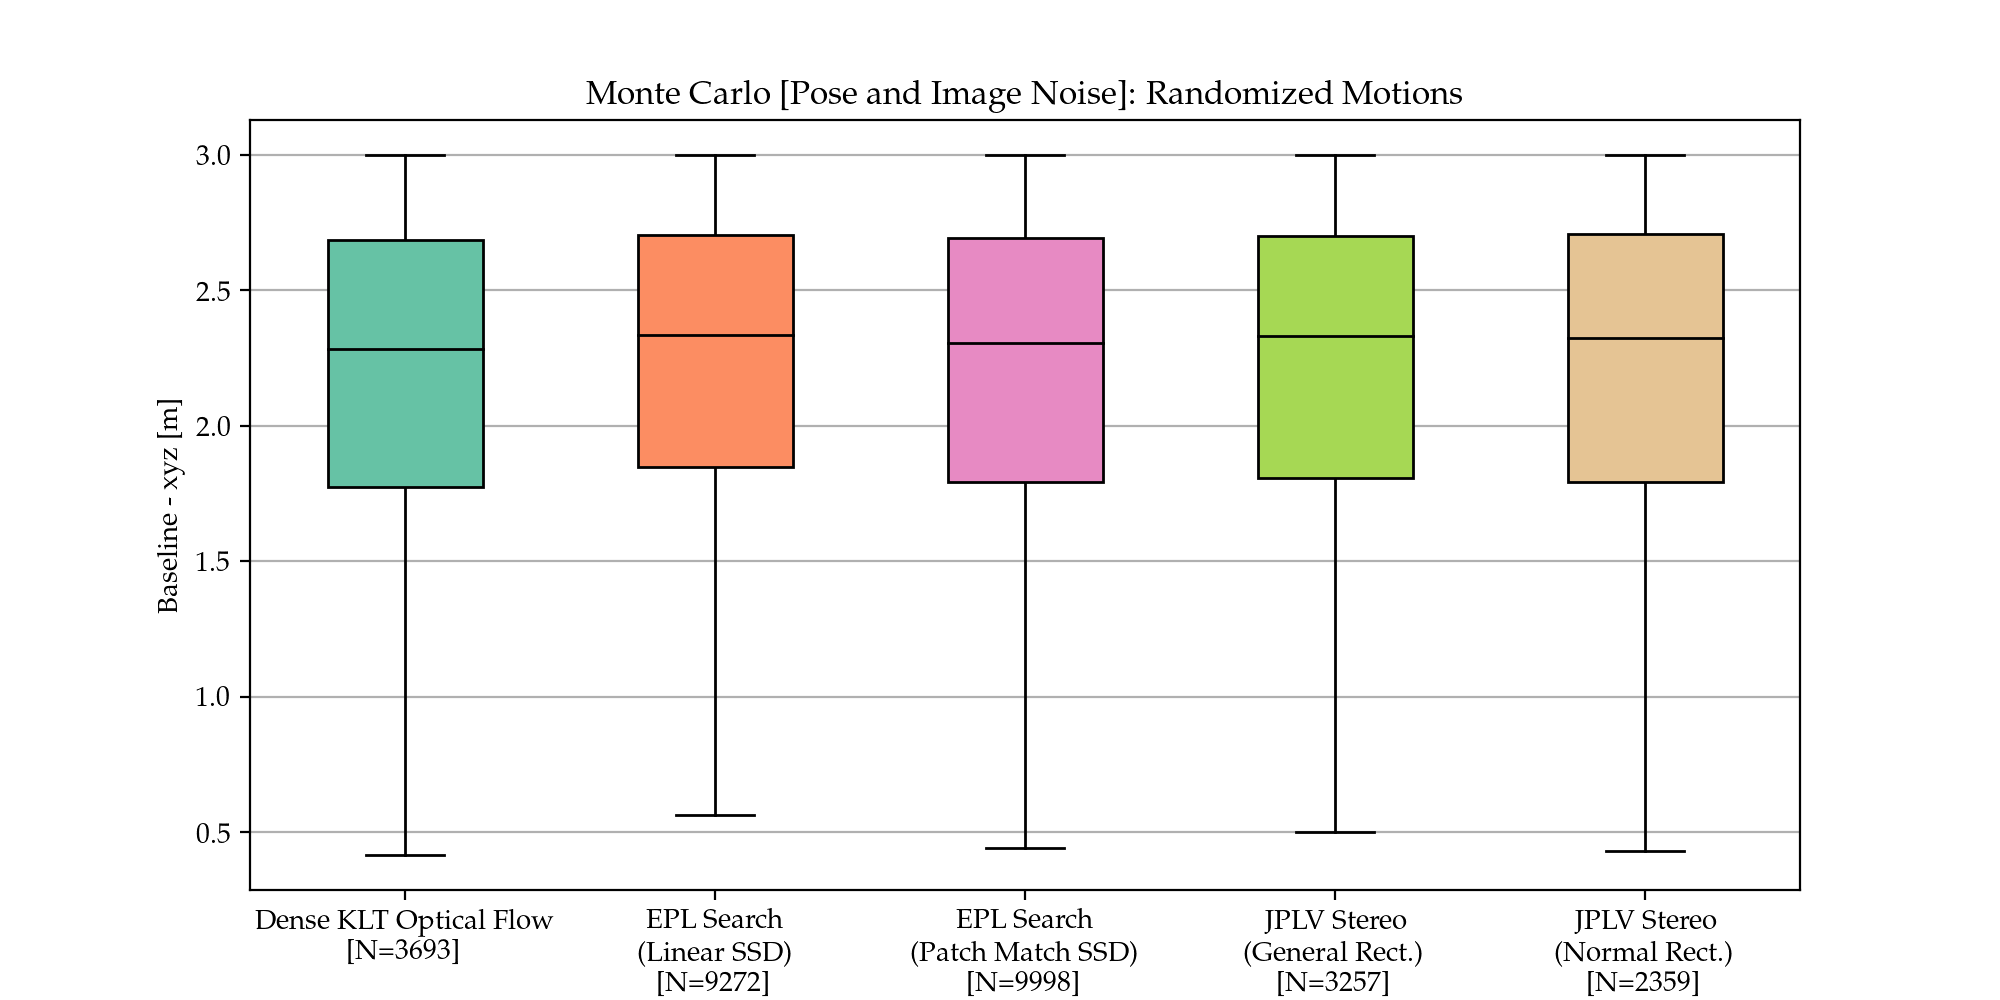 Monte Carlo [Pose and Image Noise]: Randomized Motions
Baseline - xyz [m]
3.0
2.5
2.0
1.5
1.0
0.5
Dense KLT Optical Flow
[N=3693]
EPL Search
(Linear SSD)
[N=9272]
EPL Search
(Patch Match SSD)
[N=9998]
JPLV Stereo
(General Rect.)
[N=3257]
JPLV Stereo
(Normal Rect.)
[N=2359]